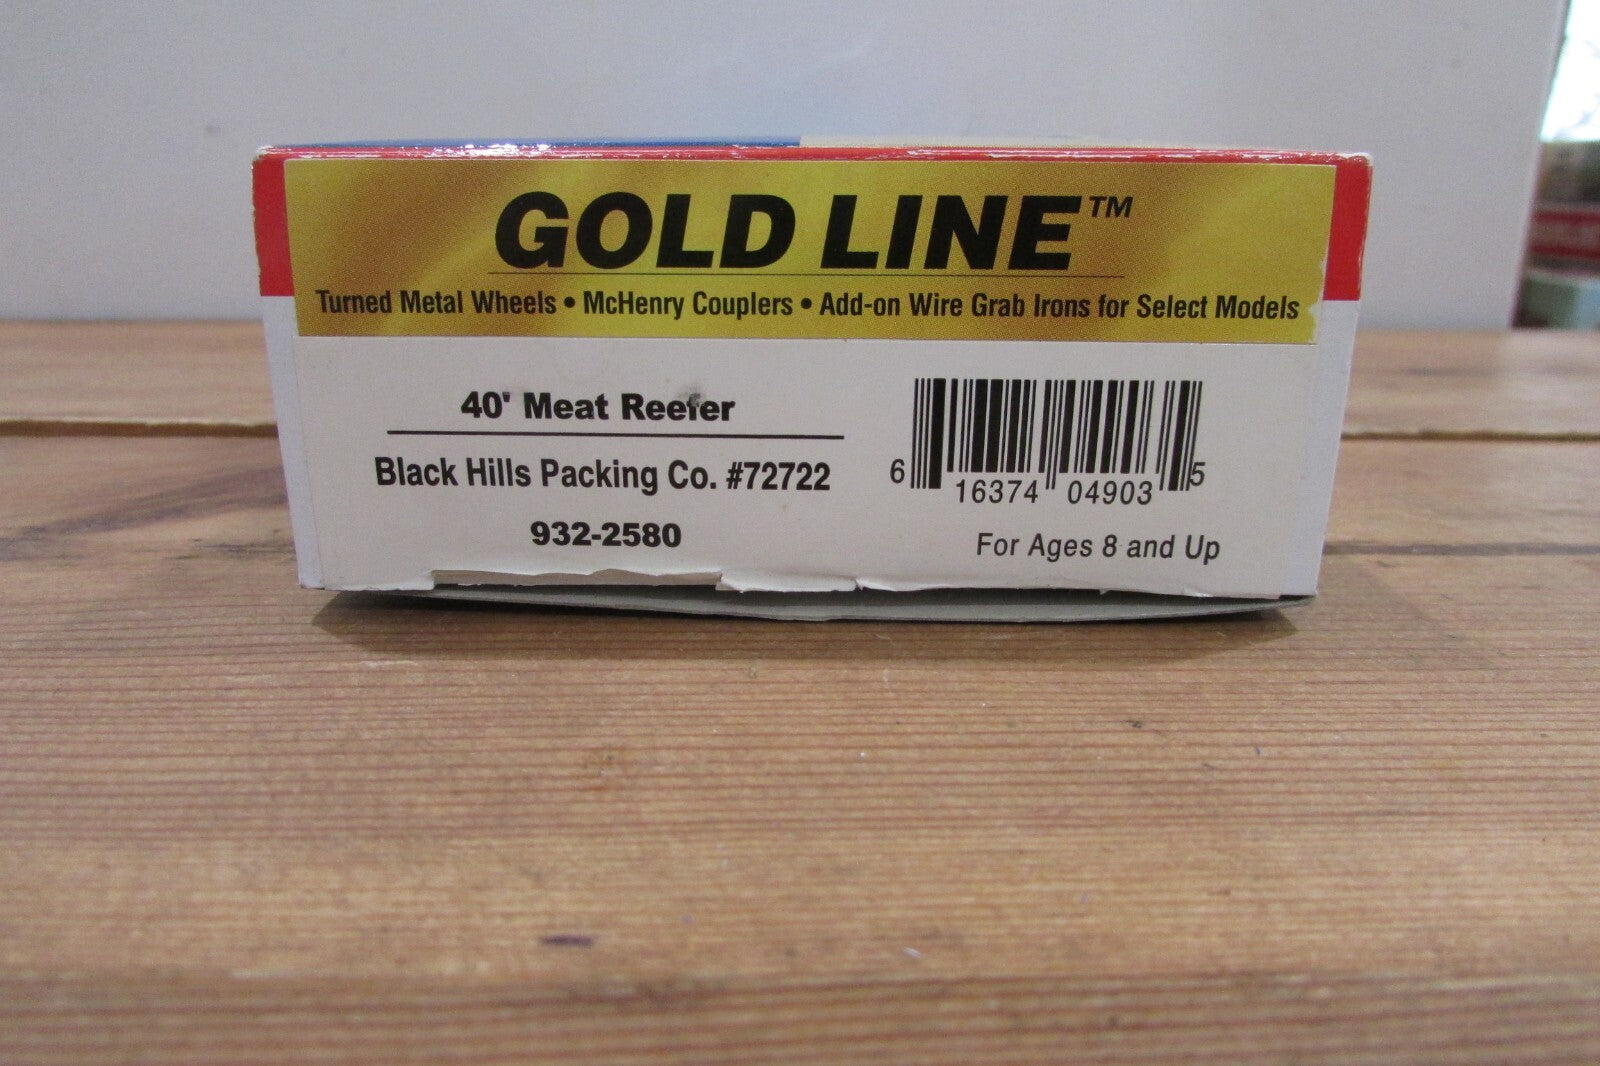 GOLD LINE™
Turned Metal Wheels • McHenry Couplers • Add-on Wire Grab Irons for Select Models
40' Meat Reefer
Black Hills Packing Co. #72722
932-2580
6 16374 04903 5
For Ages 8 and Up